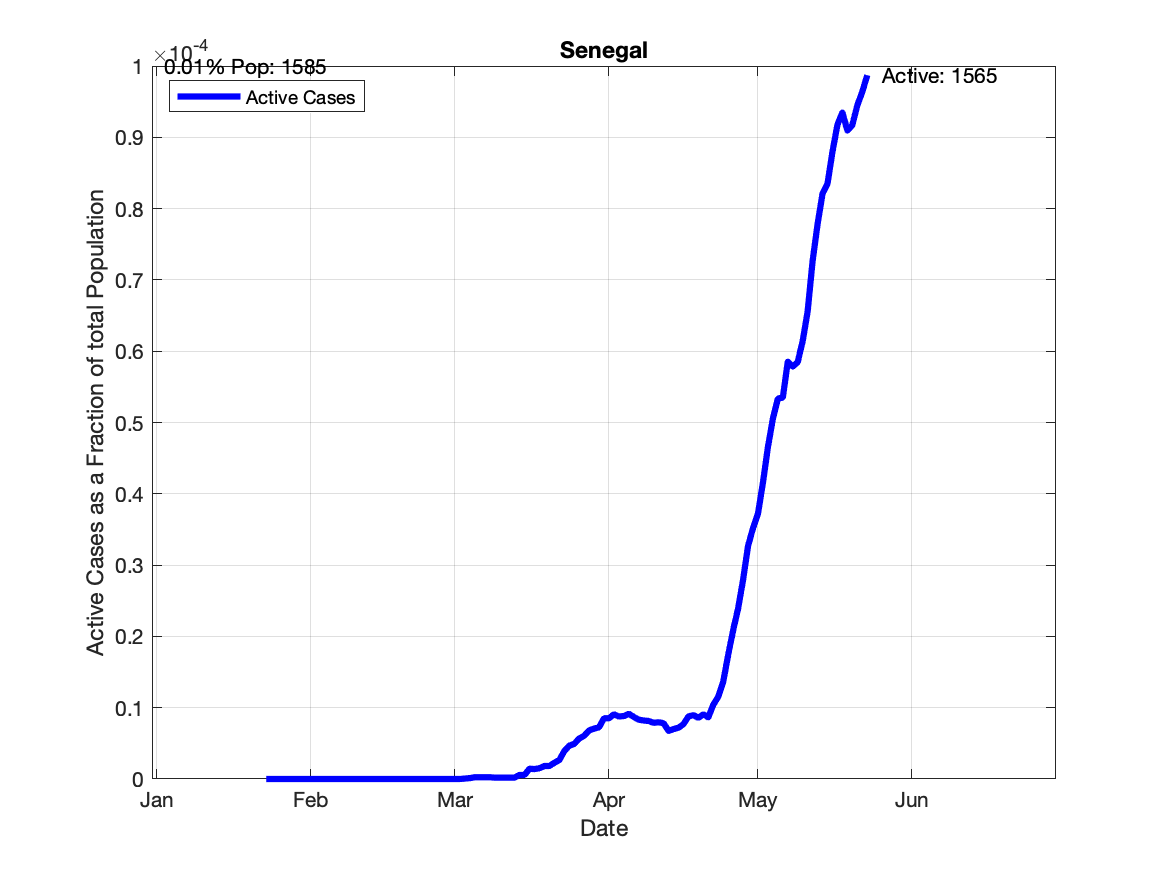 Senegal
×10-4
0.01% Pop: 1585
Active: 1565
Active Cases
1
0.9
0.8
0.7
0.6
0.5
0.4
0.3
0.2
0.1
0
Active Cases as a Fraction of total Population
Jan Feb Mar Apr May Jun
Date